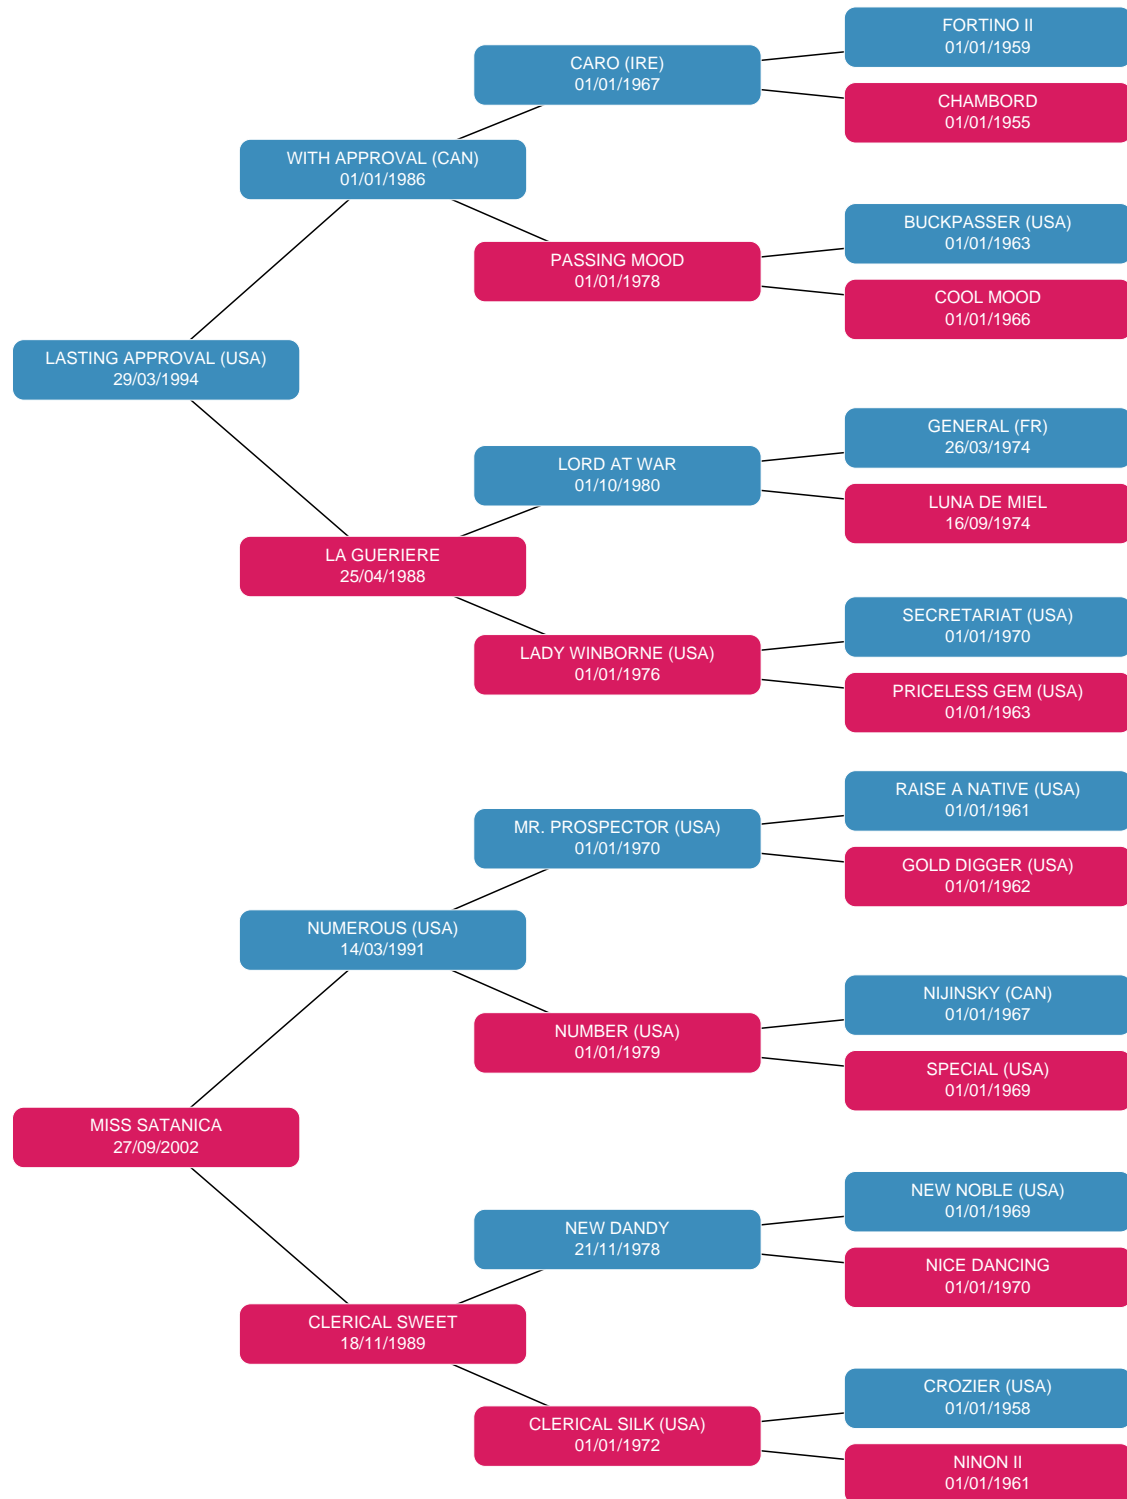 FORTINO II
01/01/1959
CARO (IRE)
01/01/1967
CHAMBORD
01/01/1955
WITH APPROVAL (CAN)
01/01/1986
BUCKPASSER (USA)
01/01/1963
PASSING MOOD
01/01/1978
COOL MOOD
01/01/1966
LASTING APPROVAL (USA)
29/03/1994
GENERAL (FR)
26/03/1974
LORD AT WAR
01/10/1980
LUNA DE MIEL
16/09/1974
LA GUERIERE
25/04/1988
SECRETARIAT (USA)
01/01/1970
LADY WINBORNE (USA)
01/01/1976
PRICELESS GEM (USA)
01/01/1963
RAISE A NATIVE (USA)
01/01/1961
MR. PROSPECTOR (USA)
01/01/1970
GOLD DIGGER (USA)
01/01/1962
NUMEROUS (USA)
14/03/1991
NIJINSKY (CAN)
01/01/1967
NUMBER (USA)
01/01/1979
SPECIAL (USA)
01/01/1969
MISS SATANICA
27/09/2002
NEW NOBLE (USA)
01/01/1969
NEW DANDY
21/11/1978
NICE DANCING
01/01/1970
CLERICAL SWEET
18/11/1989
CROZIER (USA)
01/01/1958
CLERICAL SILK (USA)
01/01/1972
NINON II
01/01/1961